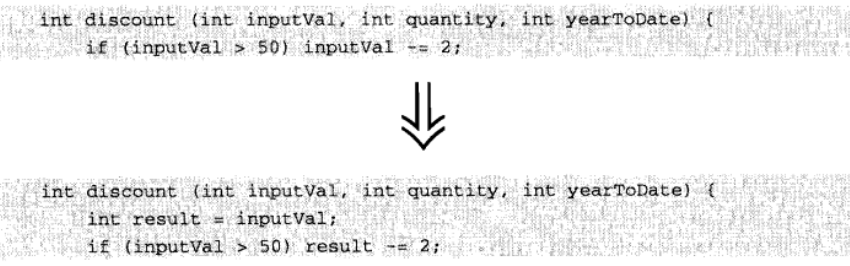 int discount (int inputVal, int quantity, int yearToDate) {
if (inputVal > 50) inputVal -= 2;
int discount (int inputVal, int quantity, int yearToDate) {
int result = inputVal;
if (inputVal > 50) result -= 2;